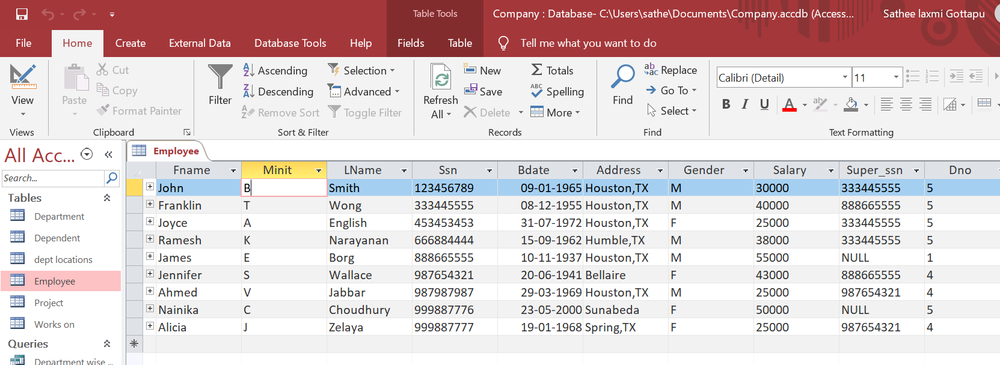 Table Tools
Company : Database- C:\Users\sathe\Documents\Company.accdb (Access...
Sathee laxmi Gottapu
File Home Create External Data Database Tools Help Fields Table Tell me what you want to do
View
Paste
Cut
Copy
Format Painter
Filter
Ascending
Descending
Remove Sort
Selection
Advanced
Toggle Filter
Refresh
All
New
Save
Delete
Totals
Spelling
More
Find
Replace
Go To
Select
Calibri (Detail) 11
B I U A
Views Clipboard Sort & Filter Records Find Text Formatting
All Acc...
Search...
Tables
Department
Dependent
dept locations
Employee
Project
Works on
Queries
Department wise ...
Employee
Fname Minit LName Ssn Bdate Address Gender Salary Super_ssn Dno
John B Smith 123456789 09-01-1965 Houston,TX M 30000 333445555 5
Franklin T Wong 333445555 08-12-1955 Houston,TX M 40000 888665555 5
Joyce A English 453453453 31-07-1972 Houston,TX F 25000 333445555 5
Ramesh K Narayanan 666884444 15-09-1962 Humble,TX M 38000 333445555 5
James E Borg 888665555 10-11-1937 Houston,TX M 55000 NULL 1
Jennifer S Wallace 987654321 20-06-1941 Bellaire F 43000 888665555 4
Ahmed V Jabbar 987987987 29-03-1969 Houston,TX M 25000 987654321 4
Nainika C Choudhury 999887776 23-05-2000 Sunabeda F 50000 NULL 5
Alicia J Zelaya 999887777 19-01-1968 Spring,TX F 25000 987654321 4